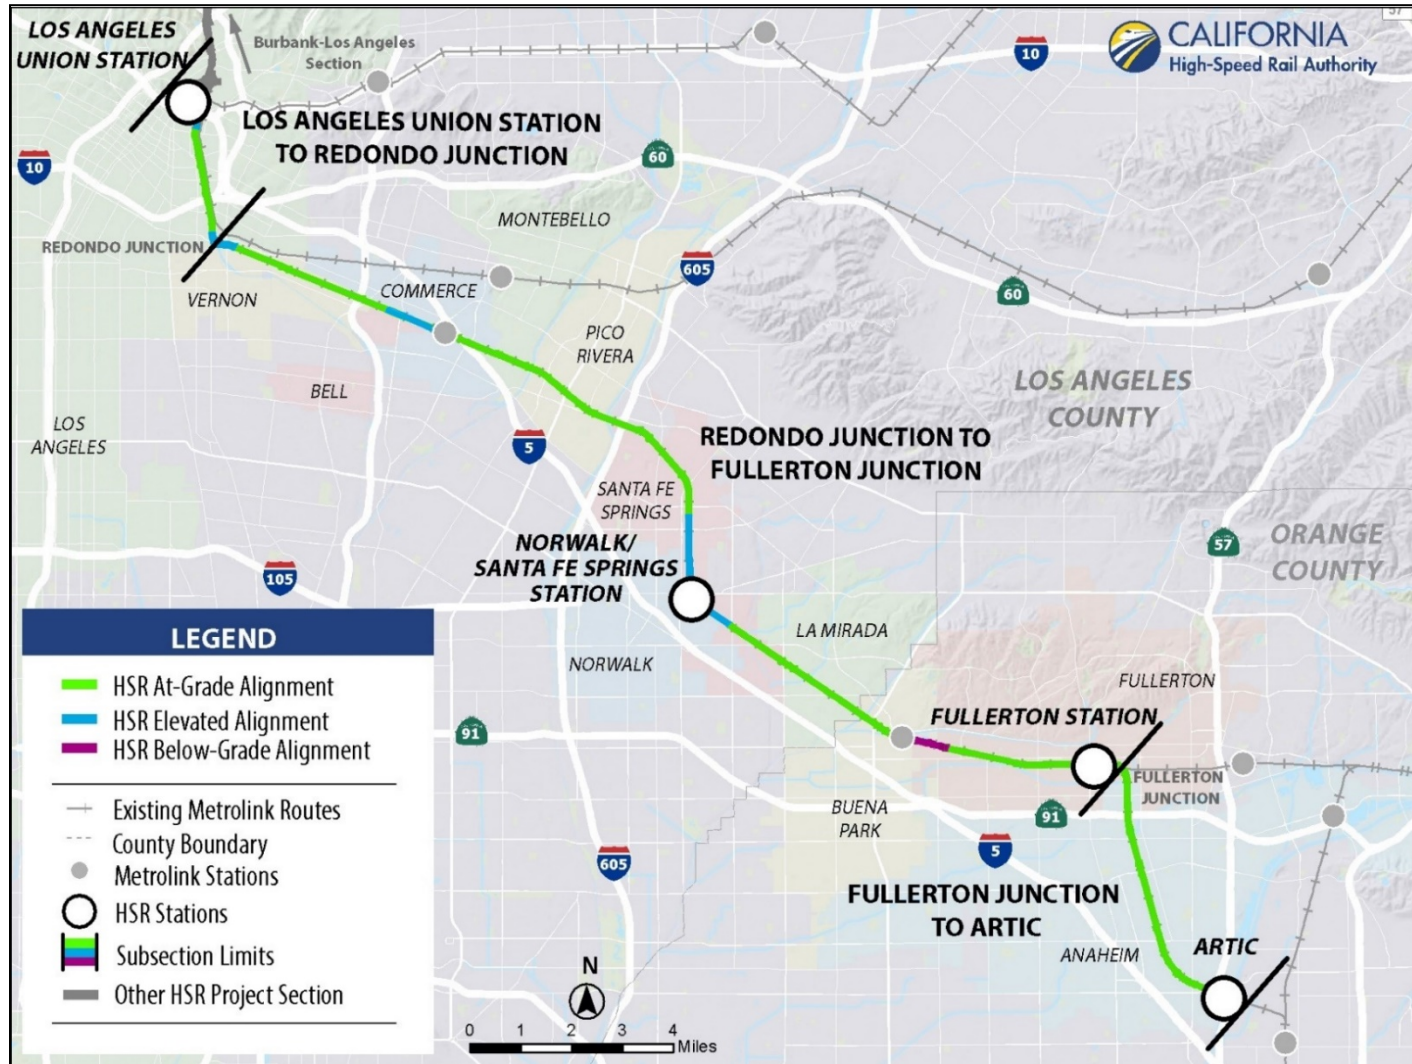 LOS ANGELES
UNION STATION
Burbank-Los Angeles
Section
10
57
CALIFORNIA
High-Speed Rail Authority
LOS ANGELES UNION STATION
TO REDONDO JUNCTION
10
60
MONTEBELLO
REDONDO JUNCTION
605
VERNON
COMMERCE
60
PICO
RIVERA
BELL
LOS ANGELES
COUNTY
LOS
ANGELES
5
REDONDO JUNCTION TO
FULLERTON JUNCTION
SANTA FE
SPRINGS
57
ORANGE
COUNTY
NORWALK/
SANTA FE SPRINGS
STATION
105
LA MIRADA
NORWALK
FULLERTON
91
FULLERTON STATION
FULLERTON
JUNCTION
BUENA
PARK
91
5
605
FULLERTON JUNCTION
TO ARTIC
ANAHEIM
ARTIC
LEGEND
HSR At-Grade Alignment
HSR Elevated Alignment
HSR Below-Grade Alignment
Existing Metrolink Routes
County Boundary
Metrolink Stations
HSR Stations
Subsection Limits
Other HSR Project Section
N
0 1 2 3 4
Miles